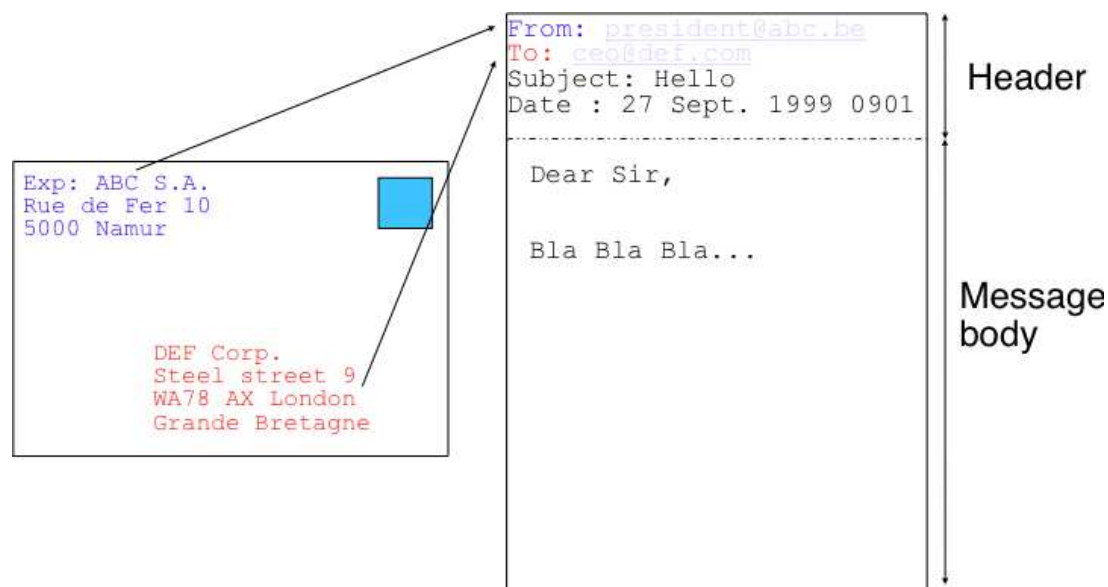 From: president@abc.be
To: ceo@def.com
Subject: Hello
Date : 27 Sept. 1999 0901
Header
Exp: ABC S.A.
Rue de Fer 10
5000 Namur
Dear Sir,
Bla Bla Bla...
Message
body
DEF Corp.
Steel street 9
WA78 AX London
Grande Bretagne